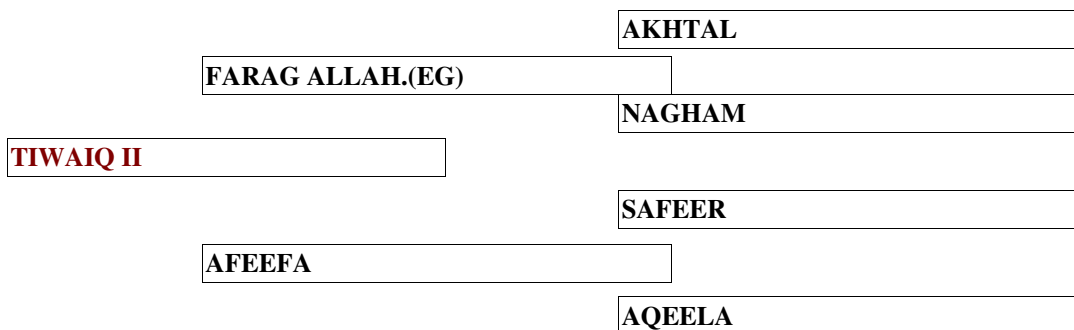 AKHTAL
FARAG ALLAH.(EG)
NAGHAM
TIWAIQ II
SAFEER
AFEEFA
AQEELA